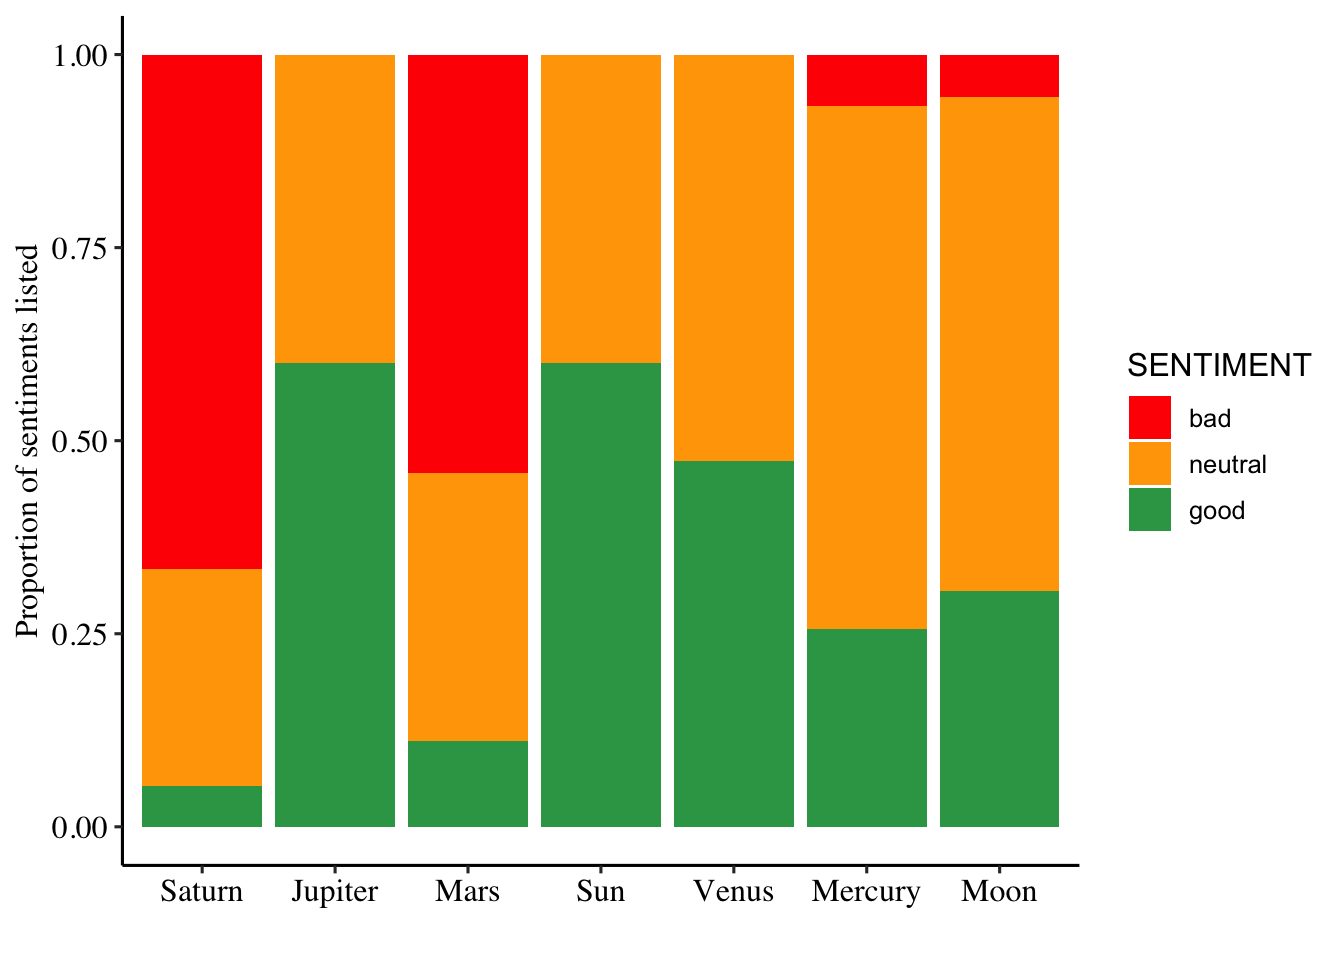 1.00
0.75
0.50
0.25
0.00
Proportion of sentiments listed
Saturn Jupiter Mars Sun Venus Mercury Moon
SENTIMENT
bad
neutral
good